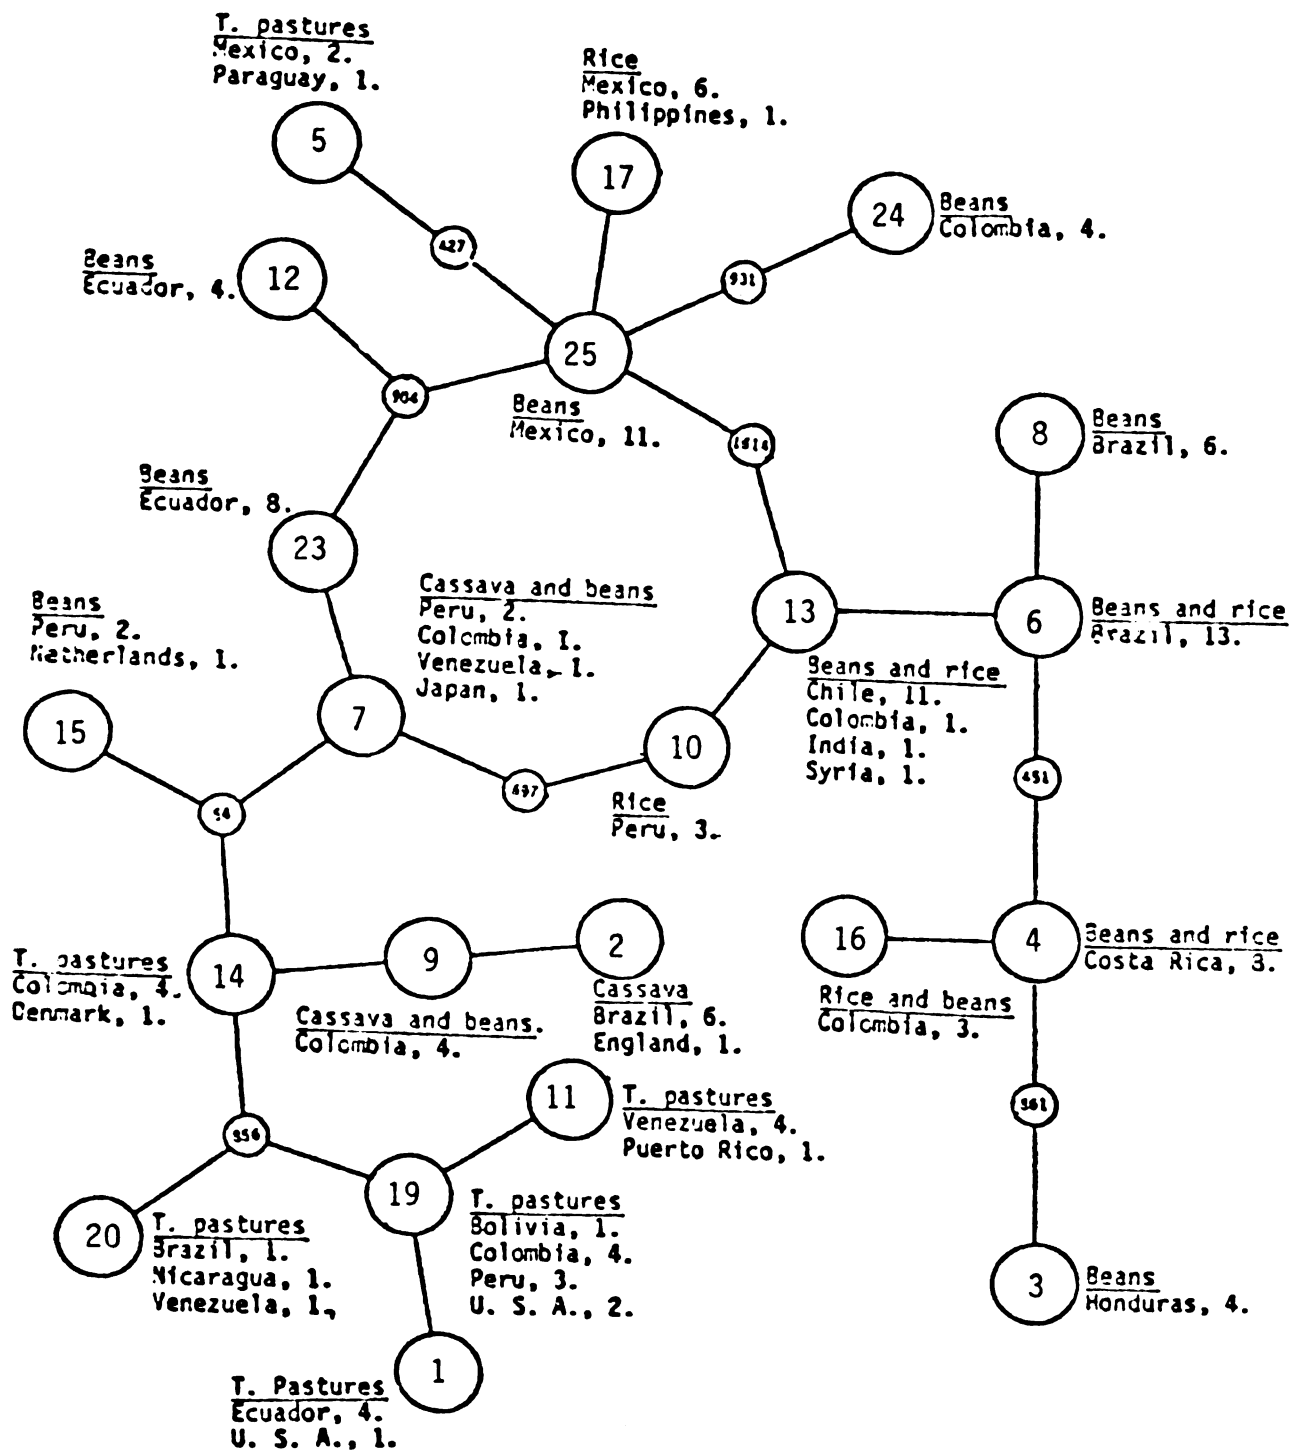 T. pastures
Mexico, 2.
Paraguay, 1.
5
Rice
Mexico, 6.
Philippines, 1.
17
24
Beans
Colombia, 4.
427
931
Beans
Ecuador, 4.
12
25
Beans
Mexico, 11.
8
Beans
Brazil, 6.
Beans
Ecuador, 8.
23
Cassava and beans
Peru, 2.
Colombia, 1.
Venezuela, 1.
Japan, 1.
13
Beans and rice
Chile, 11.
Colombia, 1.
India, 1.
Syria, 1.
6
Beans and rice
Brazil, 13.
Beans
Peru, 2.
Netherlands, 1.
15
7
10
Rice
Peru, 3.
451
T. pastures
Colombia, 4.
Denmark, 1.
14
9
Cassava and beans.
Colombia, 4.
2
Cassava
Brazil, 6.
England, 1.
16
Rice and beans
Colombia, 3.
4
Beans and rice
Costa Rica, 3.
11
T. pastures
Venezuela, 4.
Puerto Rico, 1.
20
T. pastures
Brazil, 1.
Nicaragua, 1.
Venezuela, 1.
19
T. pastures
Bolivia, 1.
Colombia, 4.
Peru, 3.
U. S. A., 2.
3
Beans
Honduras, 4.
1
T. Pastures
Ecuador, 4.
U. S. A., 1.